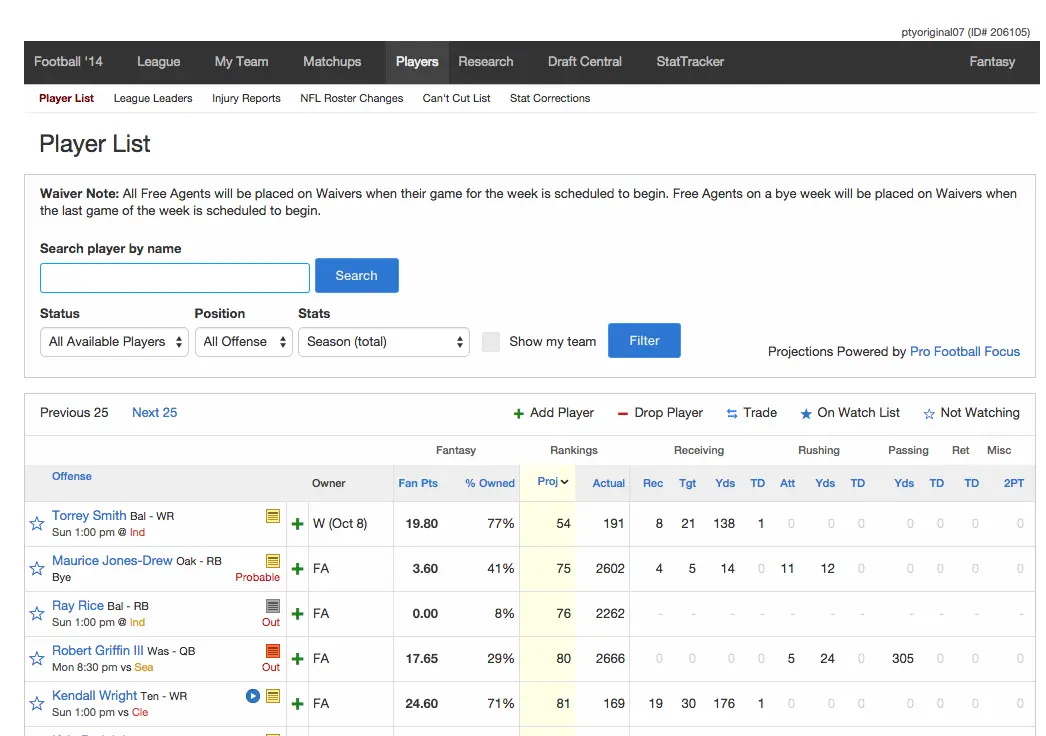 ptyoriginal07 (ID# 206105)
Football '14 League My Team Matchups Players Research Draft Central StatTracker Fantasy
Player List League Leaders Injury Reports NFL Roster Changes Can't Cut List Stat Corrections
Player List
Waiver Note: All Free Agents will be placed on Waivers when their game for the week is scheduled to begin. Free Agents on a bye week will be placed on Waivers when
the last game of the week is scheduled to begin.
Search player by name
Search
Status Position Stats
All Available Players All Offense Season (total) Show my team Filter
Projections Powered by Pro Football Focus
Previous 25 Next 25 Add Player Drop Player Trade On Watch List Not Watching
Fantasy Rankings Receiving Rushing Passing Ret Misc
Offense Owner Fan Pts % Owned Proj Actual Rec Tgt Yds TD Att Yds TD Yds TD TD 2PT
Torrey Smith Bal - WR W (Oct 8) 19.80 77% 54 191 8 21 138 1 0 0 0 0 0 0 0
Sun 1:00 pm @ Ind
Maurice Jones-Drew Oak - RB FA 3.60 41% 75 2602 4 5 14 0 11 12 0 0 0 0 0
Bye Probable
Ray Rice Bal - RB FA 0.00 8% 76 2262 - - - - - - - - - - -
Sun 1:00 pm @ Ind Out
Robert Griffin III Was - QB FA 17.65 29% 80 2666 0 0 0 0 5 24 0 305 0 0 0
Mon 8:30 pm vs Sea Out
Kendall Wright Ten - WR FA 24.60 71% 81 169 19 30 176 1 0 0 0 0 0 0 0
Sun 1:00 pm vs Cle